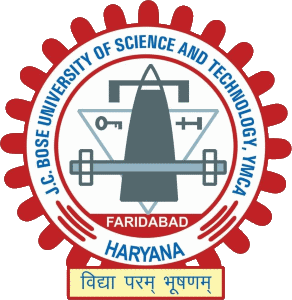 J.C. BOSE UNIVERSITY OF SCIENCE AND TECHNOLOGY, YMCA
FARIDABAD
HARYANA
विद्या परम् भूषणम्